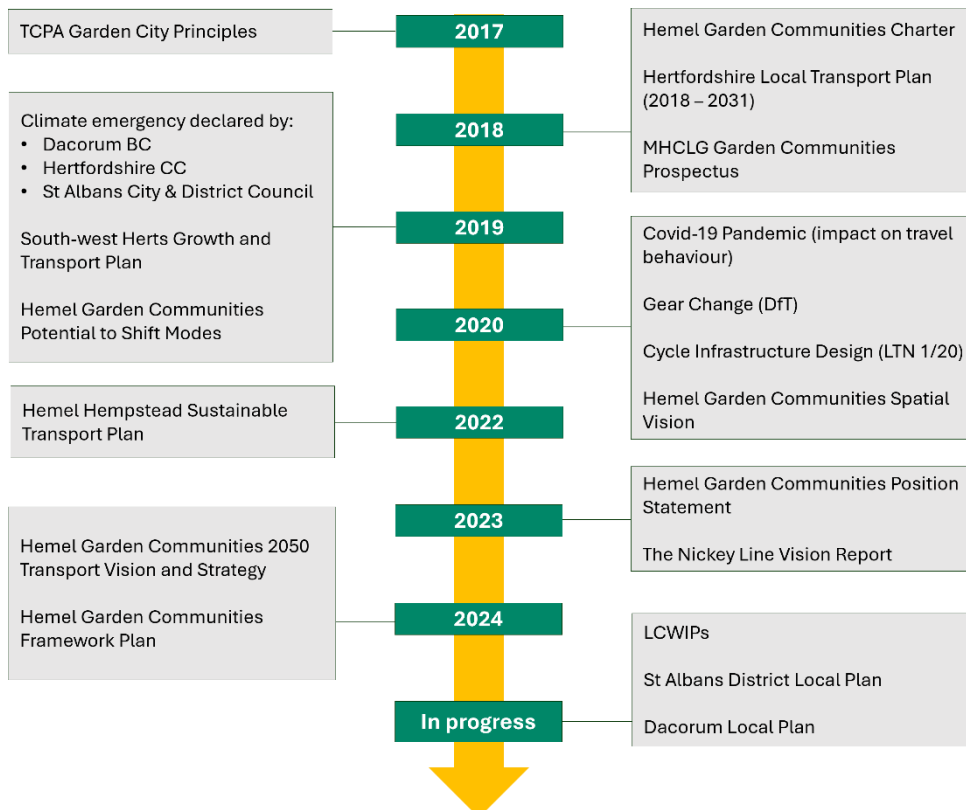 TCPA Garden City Principles
2017
Hemel Garden Communities Charter
Hertfordshire Local Transport Plan
(2018 – 2031)
MHCLG Garden Communities
Prospectus
2018
Climate emergency declared by:
• Dacorum BC
• Hertfordshire CC
• St Albans City & District Council
South-west Herts Growth and
Transport Plan
Hemel Garden Communities
Potential to Shift Modes
2019
Covid-19 Pandemic (impact on travel
behaviour)
Gear Change (DfT)
Cycle Infrastructure Design (LTN 1/20)
Hemel Garden Communities Spatial
Vision
2020
Hemel Hempstead Sustainable
Transport Plan
2022
Hemel Garden Communities Position
Statement
The Nickey Line Vision Report
2023
Hemel Garden Communities 2050
Transport Vision and Strategy
Hemel Garden Communities
Framework Plan
2024
LCWIPs
St Albans District Local Plan
Dacorum Local Plan
In progress